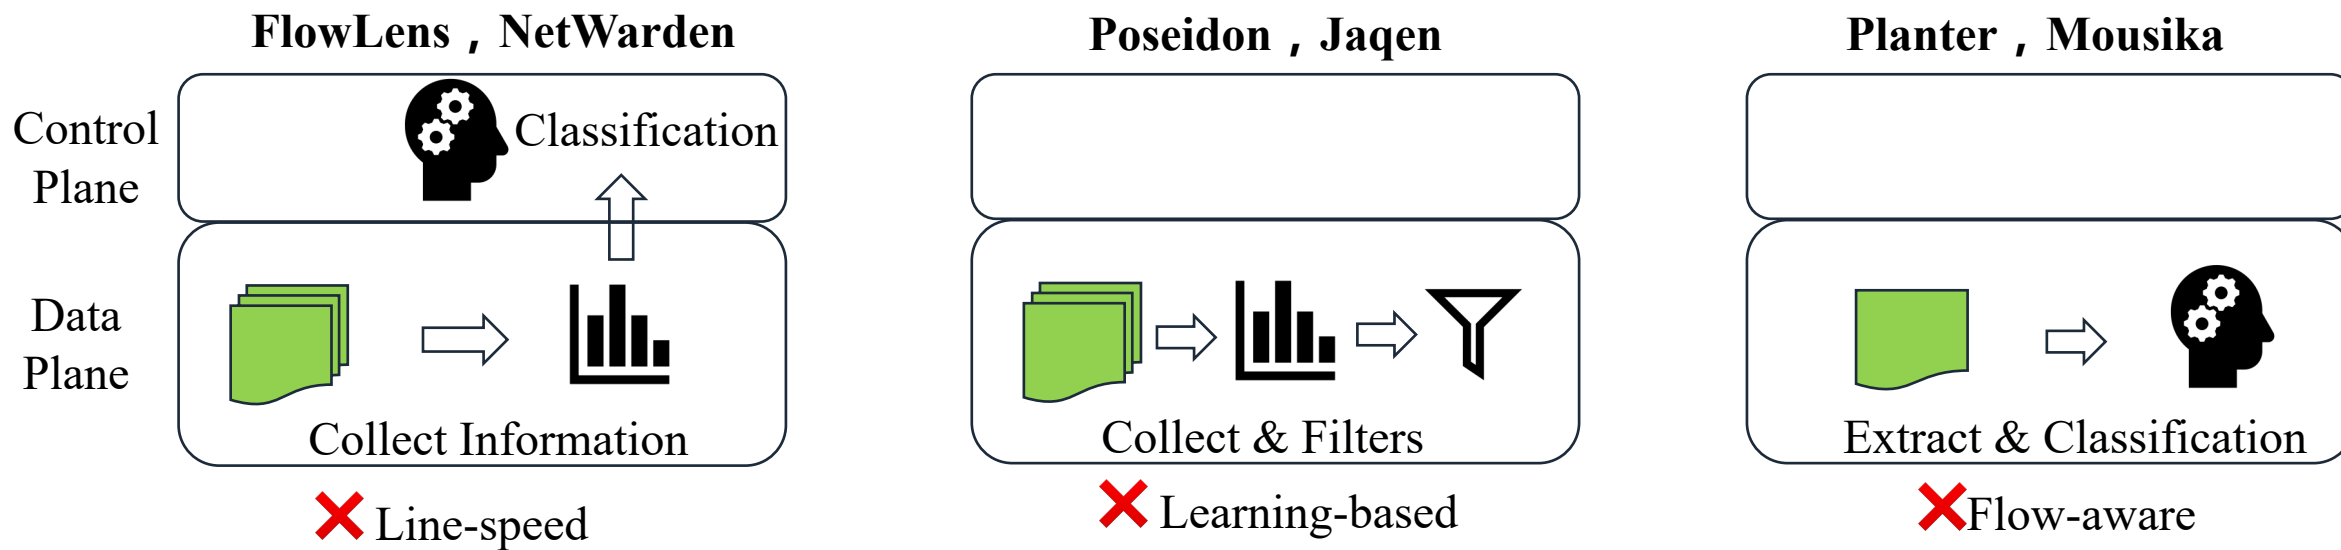 FlowLens , NetWarden
Poseidon , Jaqen
Planter , Mousika
Control
Plane
Classification
Data
Plane
Collect Information
Collect & Filters
Extract & Classification
Line-speed
Learning-based
Flow-aware